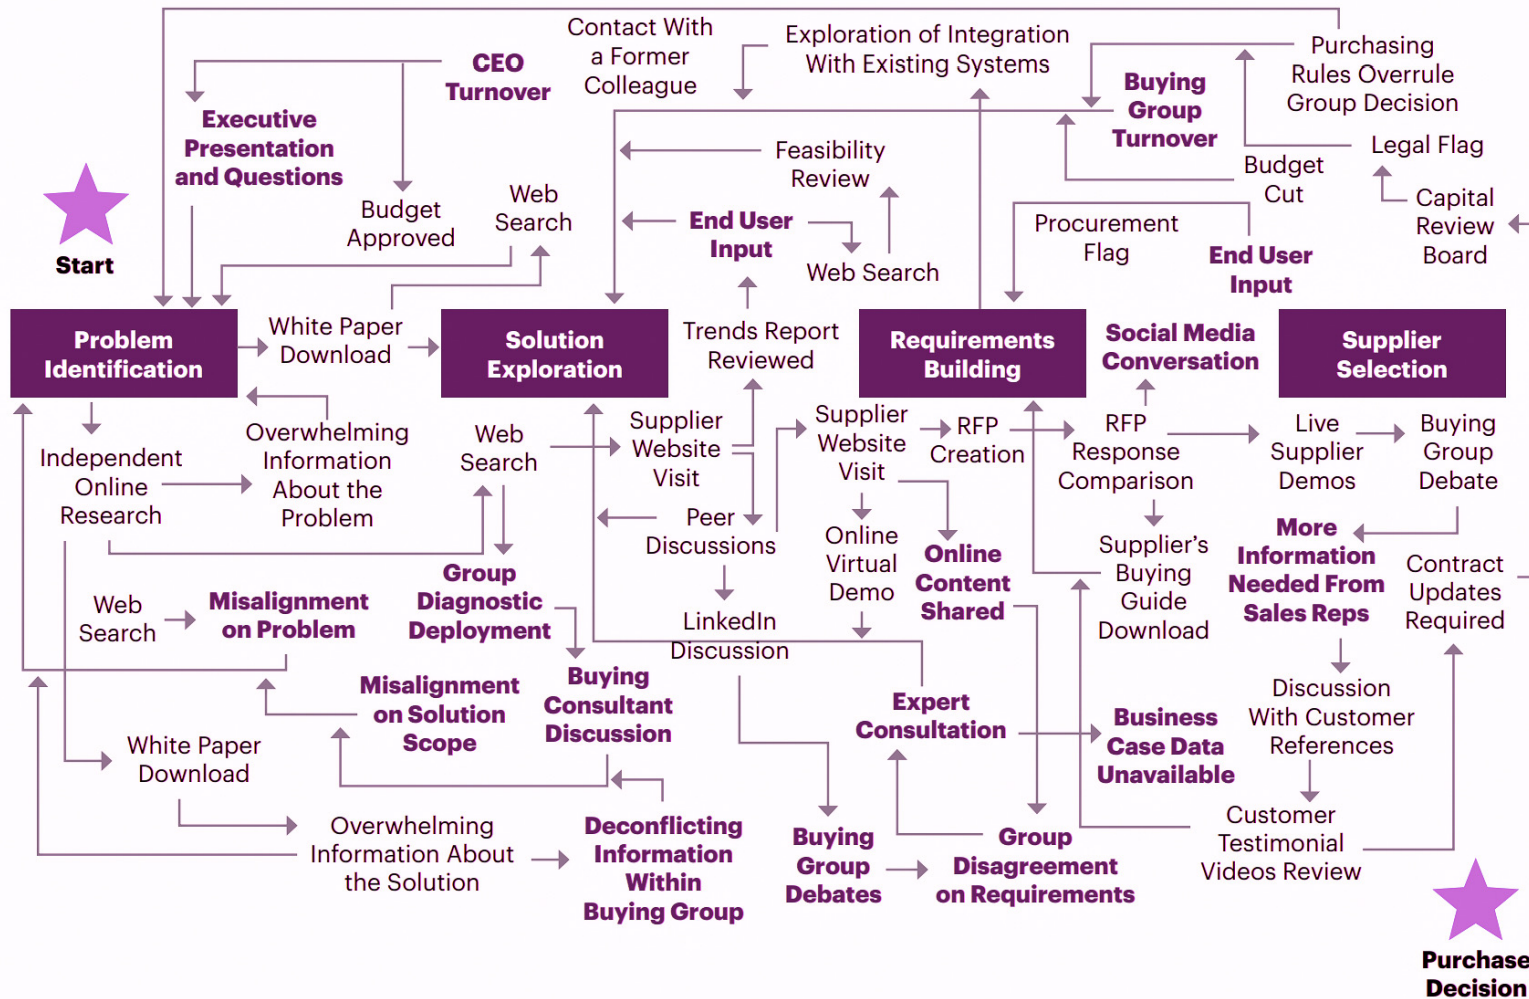 Contact With
a Former
Colleague
Exploration of Integration
With Existing Systems
Purchasing
Rules Overrule
Group Decision
CEO
Turnover
Buying
Group
Turnover
Executive
Presentation
and Questions
Feasibility
Review
Legal Flag
Budget
Cut
Start
Budget
Approved
Web
Search
End User
Input
Web Search
Procurement
Flag
End User
Input
Capital
Review
Board
Problem
Identification
White Paper
Download
Solution
Exploration
Trends Report
Reviewed
Requirements
Building
Social Media
Conversation
Supplier
Selection
Independent
Online
Research
Overwhelming
Information
About the
Problem
Web
Search
Supplier
Website
Visit
Peer
Discussions
Supplier
Website
Visit
RFP
Creation
RFP
Response
Comparison
Live
Supplier
Demos
Buying
Group
Debate
Online
Virtual
Demo
Online
Content
Shared
Supplier's
Buying
Guide
Download
More
Information
Needed From
Sales Reps
Contract
Updates
Required
Web
Search
Misalignment
on Problem
Group
Diagnostic
Deployment
LinkedIn
Discussion
Misalignment
on Solution
Scope
Buying
Consultant
Discussion
Expert
Consultation
Business
Case Data
Unavailable
Discussion
With Customer
References
White Paper
Download
Overwhelming
Information About
the Solution
Deconflicting
Information
Within
Buying Group
Buying
Group
Debates
Group
Disagreement
on Requirements
Customer
Testimonial
Videos Review
Purchase
Decision